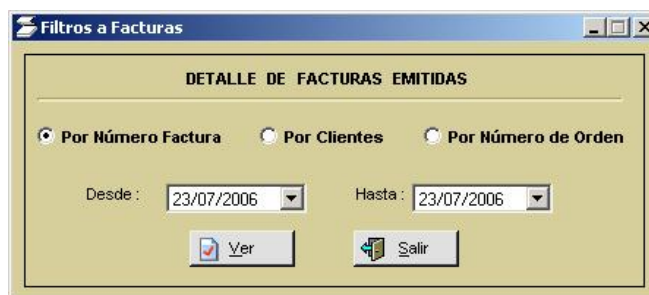 Filtros a Facturas
DETALLE DE FACTURAS EMITIDAS
Por Número Factura Por Clientes Por Número de Orden
Desde : 23/07/2006 Hasta : 23/07/2006
Ver Salir